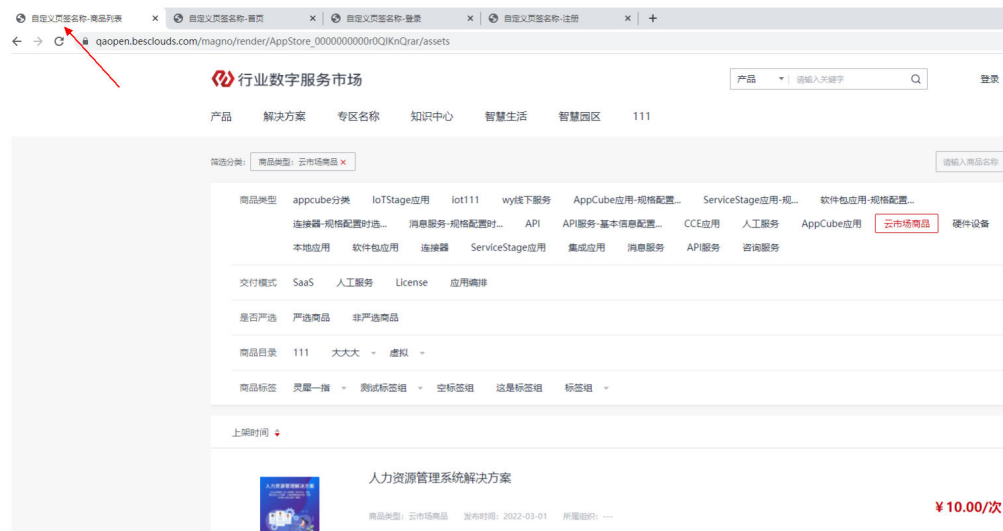 自定义页签名称-商品列表 自定义页签名称-首页 自定义页签名称-登录 自定义页签名称-注册
qaopen.besclouds.com/magno/render/AppStore_0000000000r0QIKnQrar/assets
行业数字服务市场 产品 请输入关键字 登录
产品 解决方案 专区名称 知识中心 智慧生活 智慧园区 111
筛选分类: 商品类型: 云市场商品 × 请输入商品名称
商品类型 appcube分类 IoTStage应用 iot111 wy线下服务 AppCube应用-规格配置... ServiceStage应用-规... 软件包应用-规格配置...
连接器-规格配置时选... 消息服务-规格配置时... API API服务-基本信息配置... CCE应用 人工服务 AppCube应用 云市场商品 硬件设备
本地应用 软件包应用 连接器 ServiceStage应用 集成应用 消息服务 API服务 咨询服务
交付模式 SaaS 人工服务 License 应用编排
是否严选 严选商品 非严选商品
商品目录 111 大大大 虚拟
商品标签 灵犀一指 测试标签组 空标签组 这是标签组 标签组
上架时间
人力资源管理解决方案
人力资源管理系统解决方案
商品类型: 云市场商品 发布时间: 2022-03-01 所属组织: ---
¥10.00/次